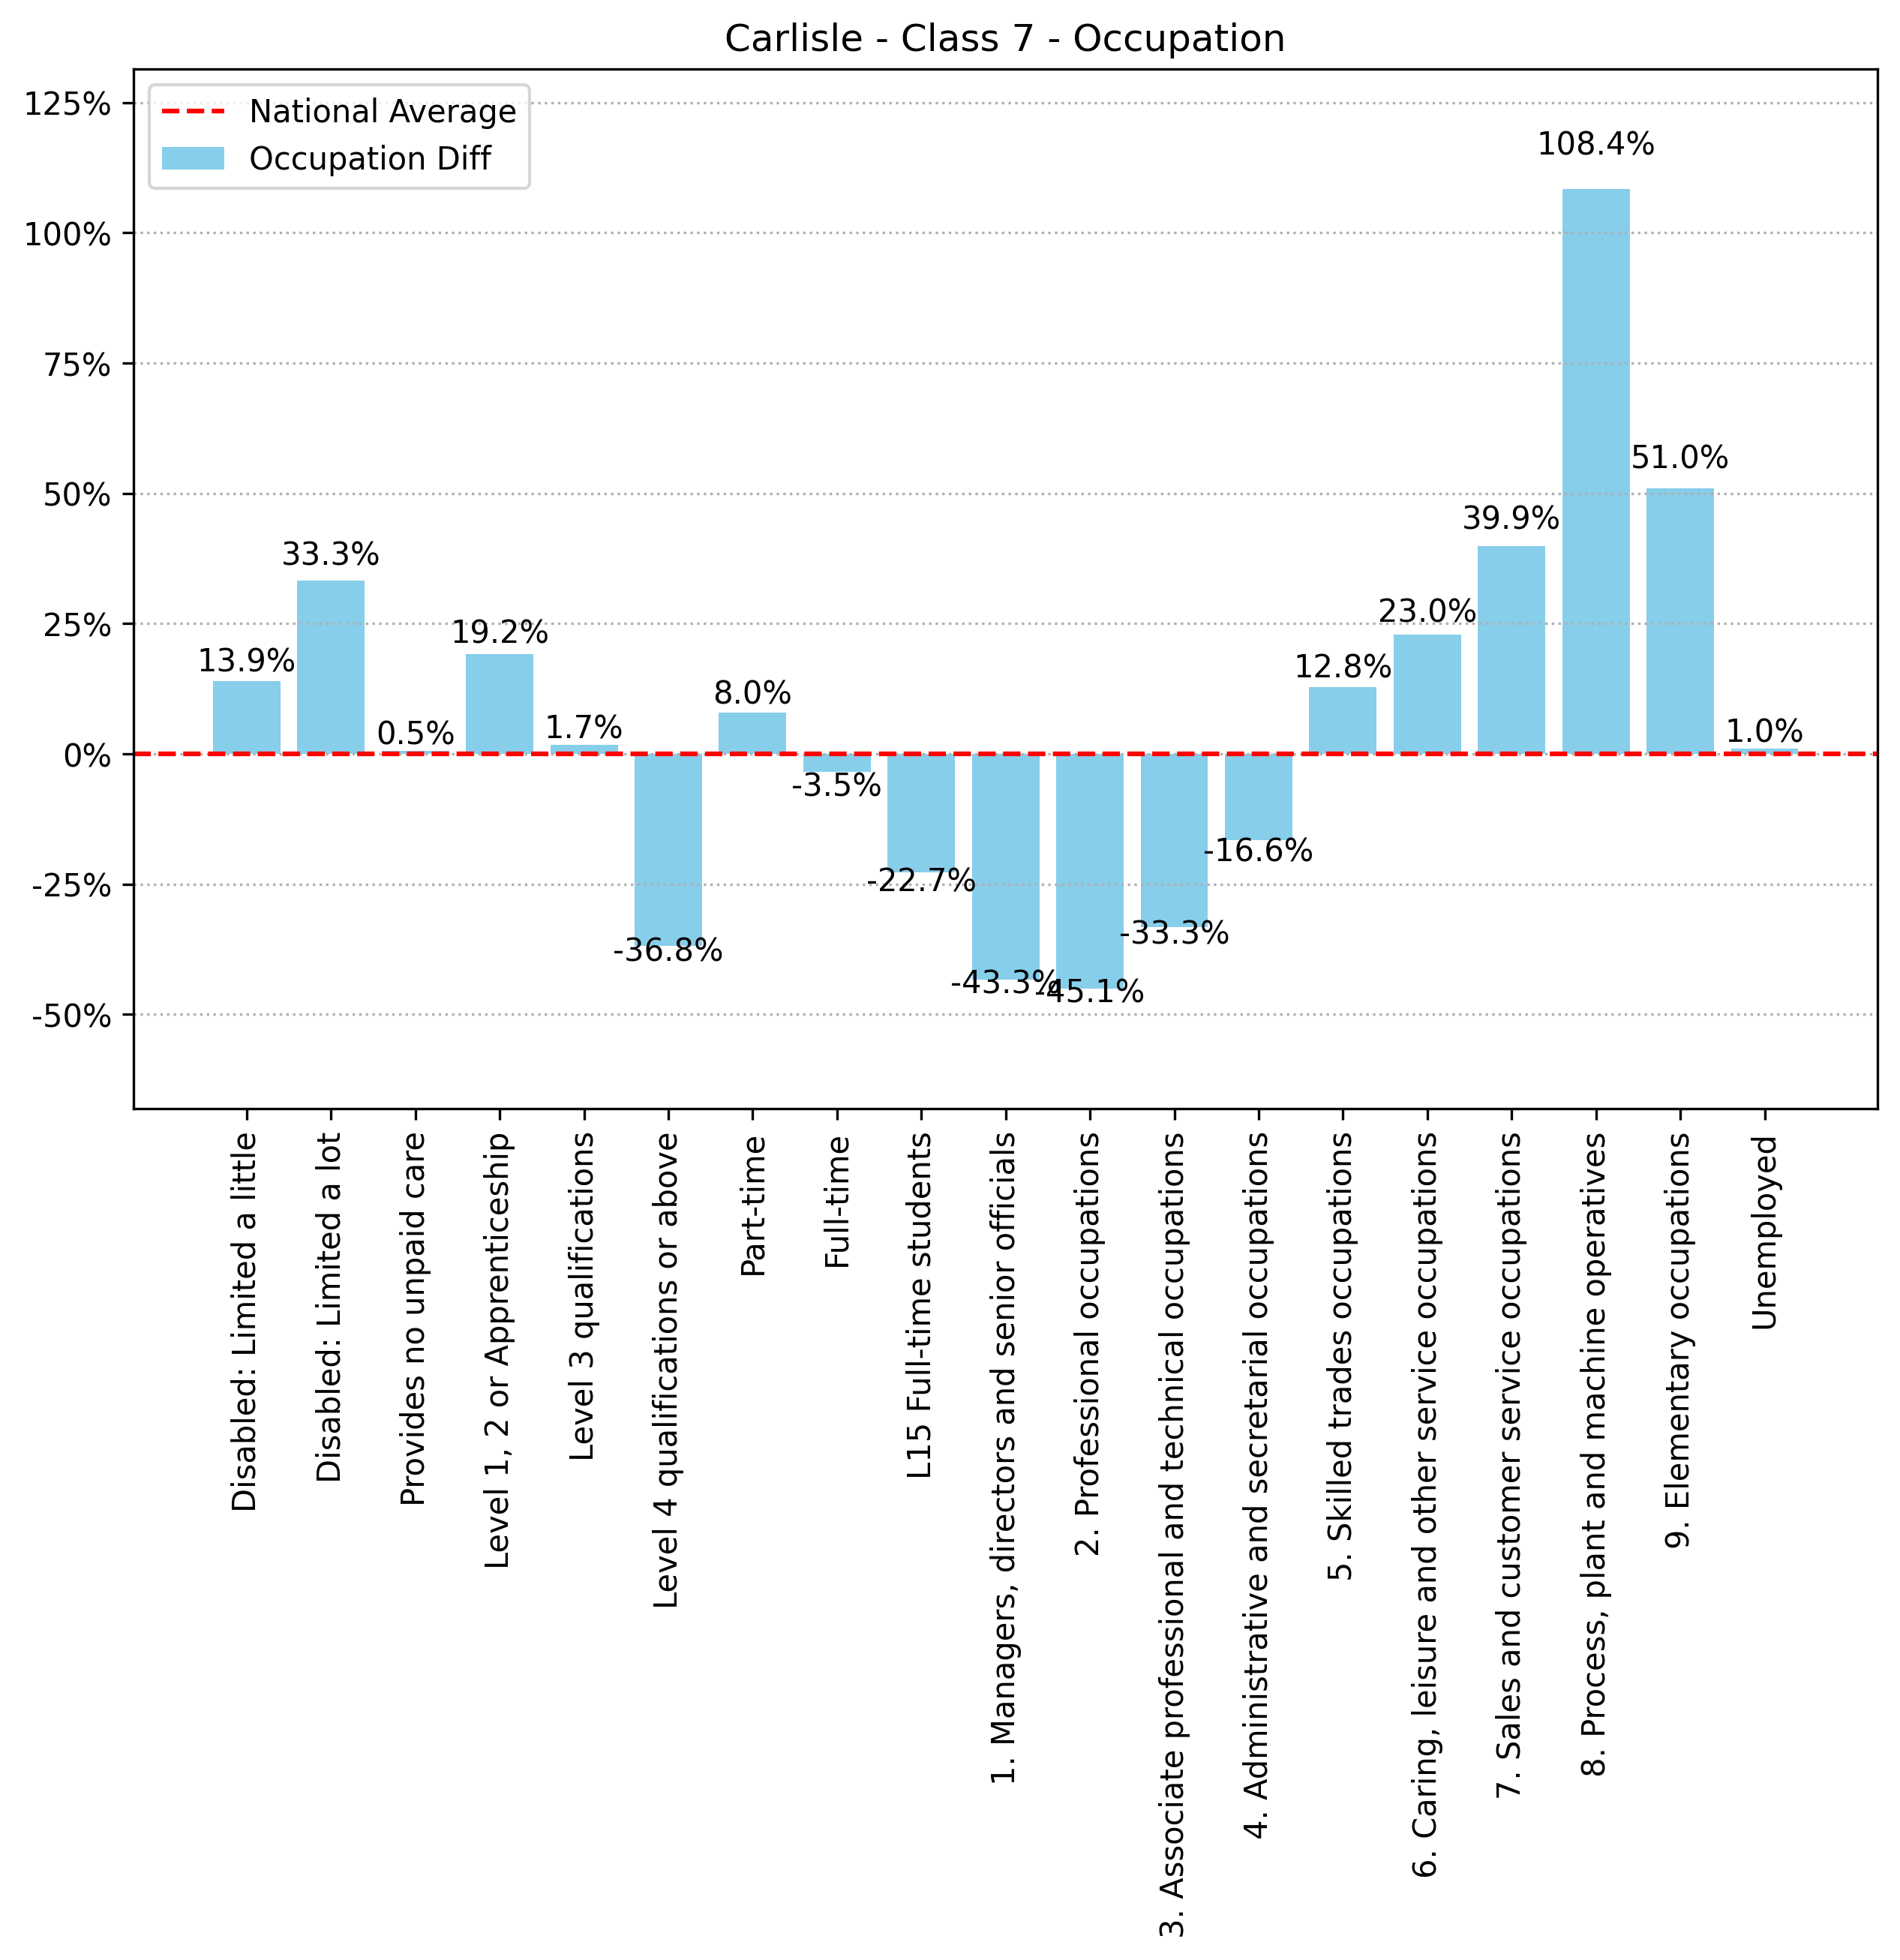 Carlisle - Class 7 - Occupation
National Average
Occupation Diff
125%
100%
75%
50%
25%
0%
-25%
-50%
13.9%
33.3%
0.5%
19.2%
1.7%
-36.8%
8.0%
-3.5%
-22.7%
-43.3%
-45.1%
-33.3%
-16.6%
12.8%
23.0%
39.9%
108.4%
51.0%
1.0%
Disabled: Limited a little
Disabled: Limited a lot
Provides no unpaid care
Level 1, 2 or Apprenticeship
Level 3 qualifications
Level 4 qualifications or above
Part-time
Full-time
L15 Full-time students
1. Managers, directors and senior officials
2. Professional occupations
3. Associate professional and technical occupations
4. Administrative and secretarial occupations
5. Skilled trades occupations
6. Caring, leisure and other service occupations
7. Sales and customer service occupations
8. Process, plant and machine operatives
9. Elementary occupations
Unemployed